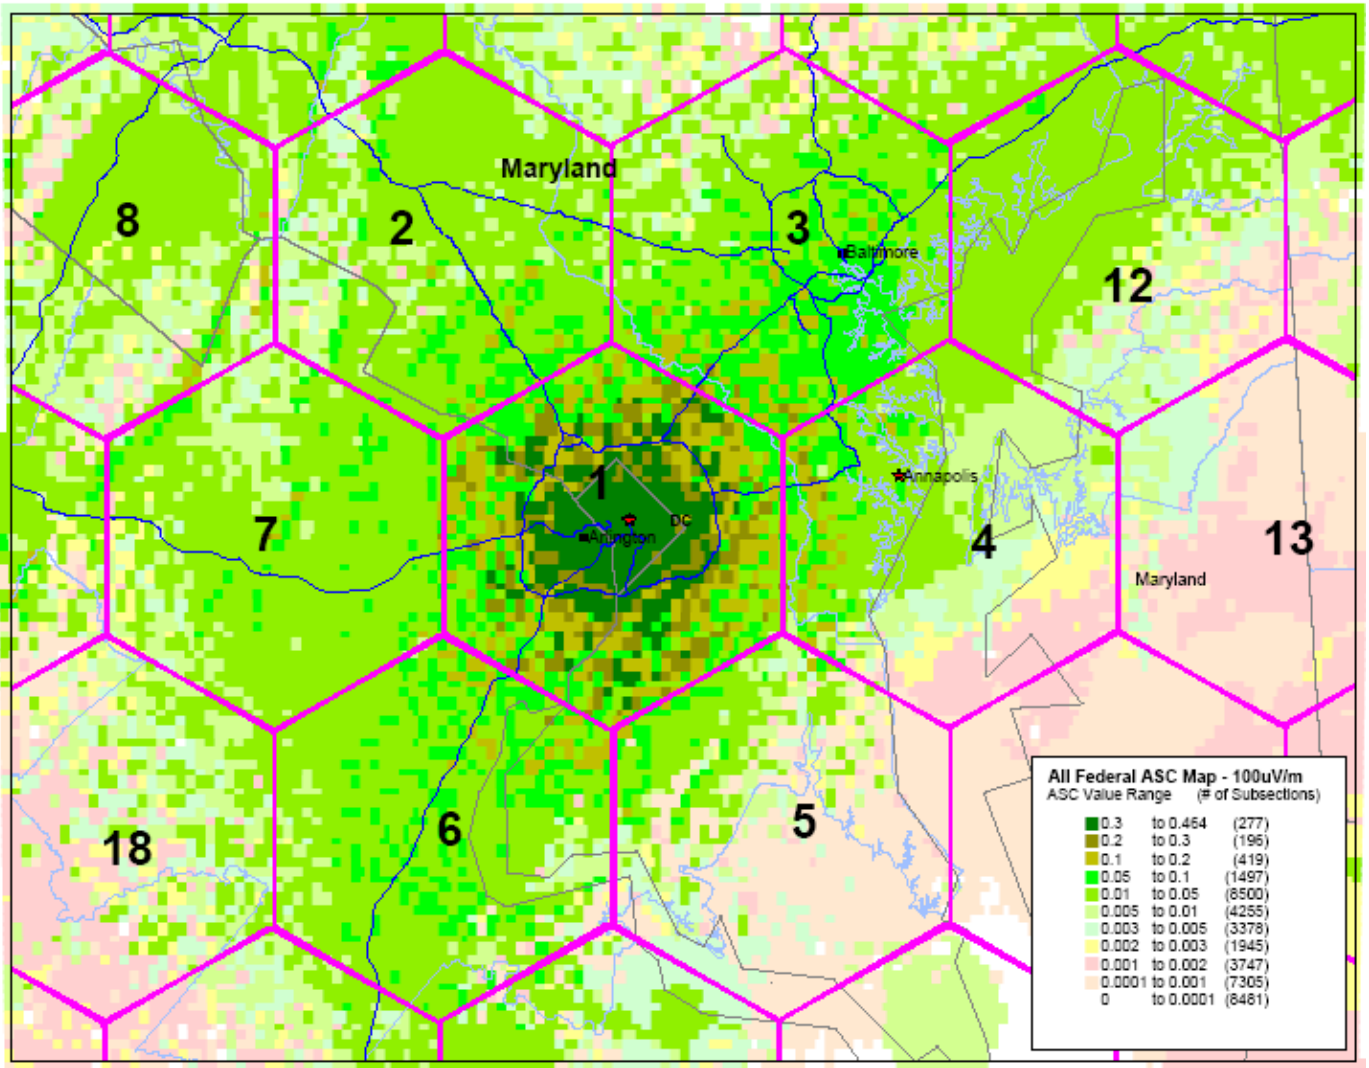 Maryland
8
2
3
Baltimore
12
1
Annapolis
7
DC
Arlington
4
13
Maryland
18
6
5
All Federal ASC Map - 100uV/m
ASC Value Range (# of Subsections)
0.3 to 0.464 (277)
0.2 to 0.3 (196)
0.1 to 0.2 (419)
0.05 to 0.1 (1497)
0.01 to 0.05 (8500)
0.005 to 0.01 (4255)
0.003 to 0.005 (3378)
0.002 to 0.003 (1945)
0.001 to 0.002 (3747)
0.0001 to 0.001 (7305)
0 to 0.0001 (8481)